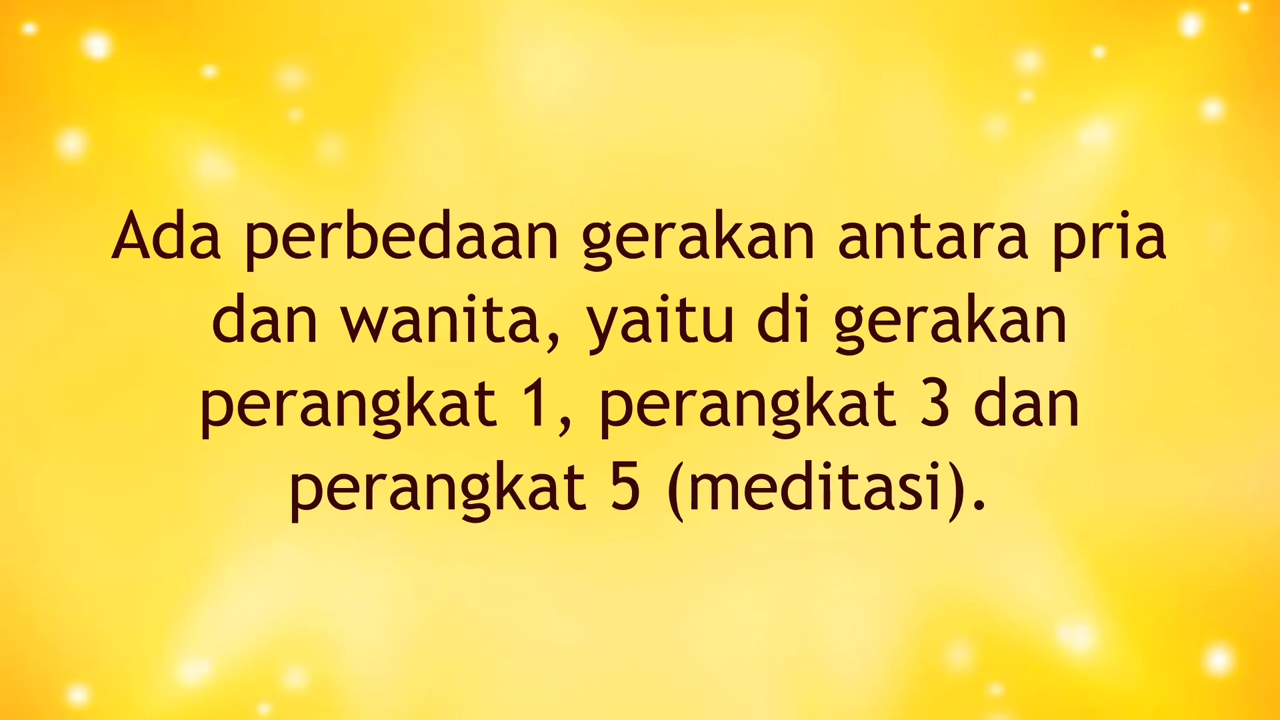 Ada perbedaan gerakan antara pria
dan wanita, yaitu di gerakan
perangkat 1, perangkat 3 dan
perangkat 5 (meditasi).